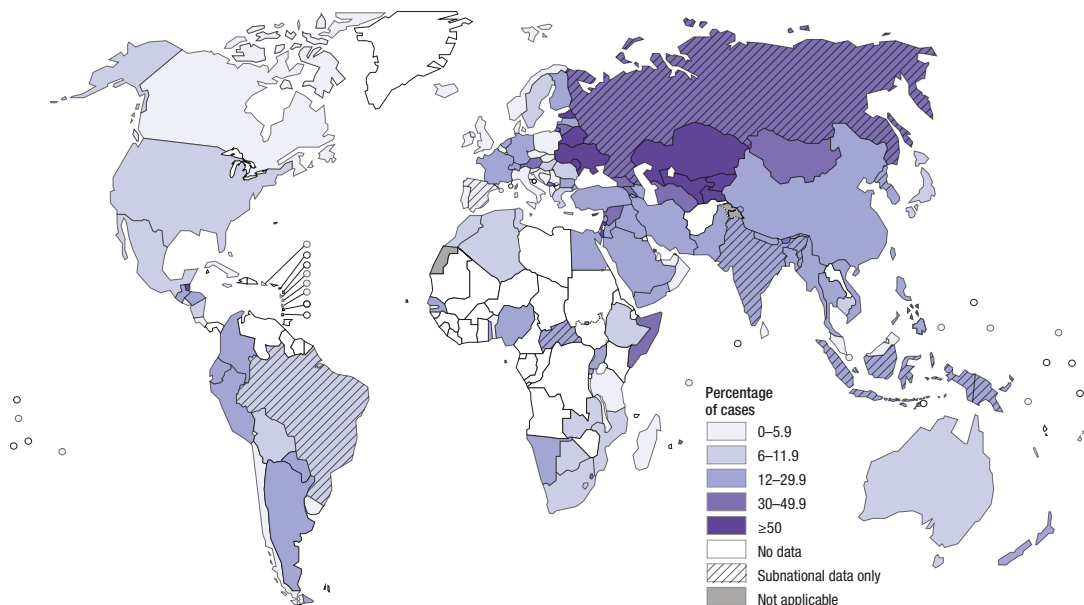 Percentage
of cases
0–5.9
6–11.9
12–29.9
30–49.9
≥50
No data
Subnational data only
Not applicable